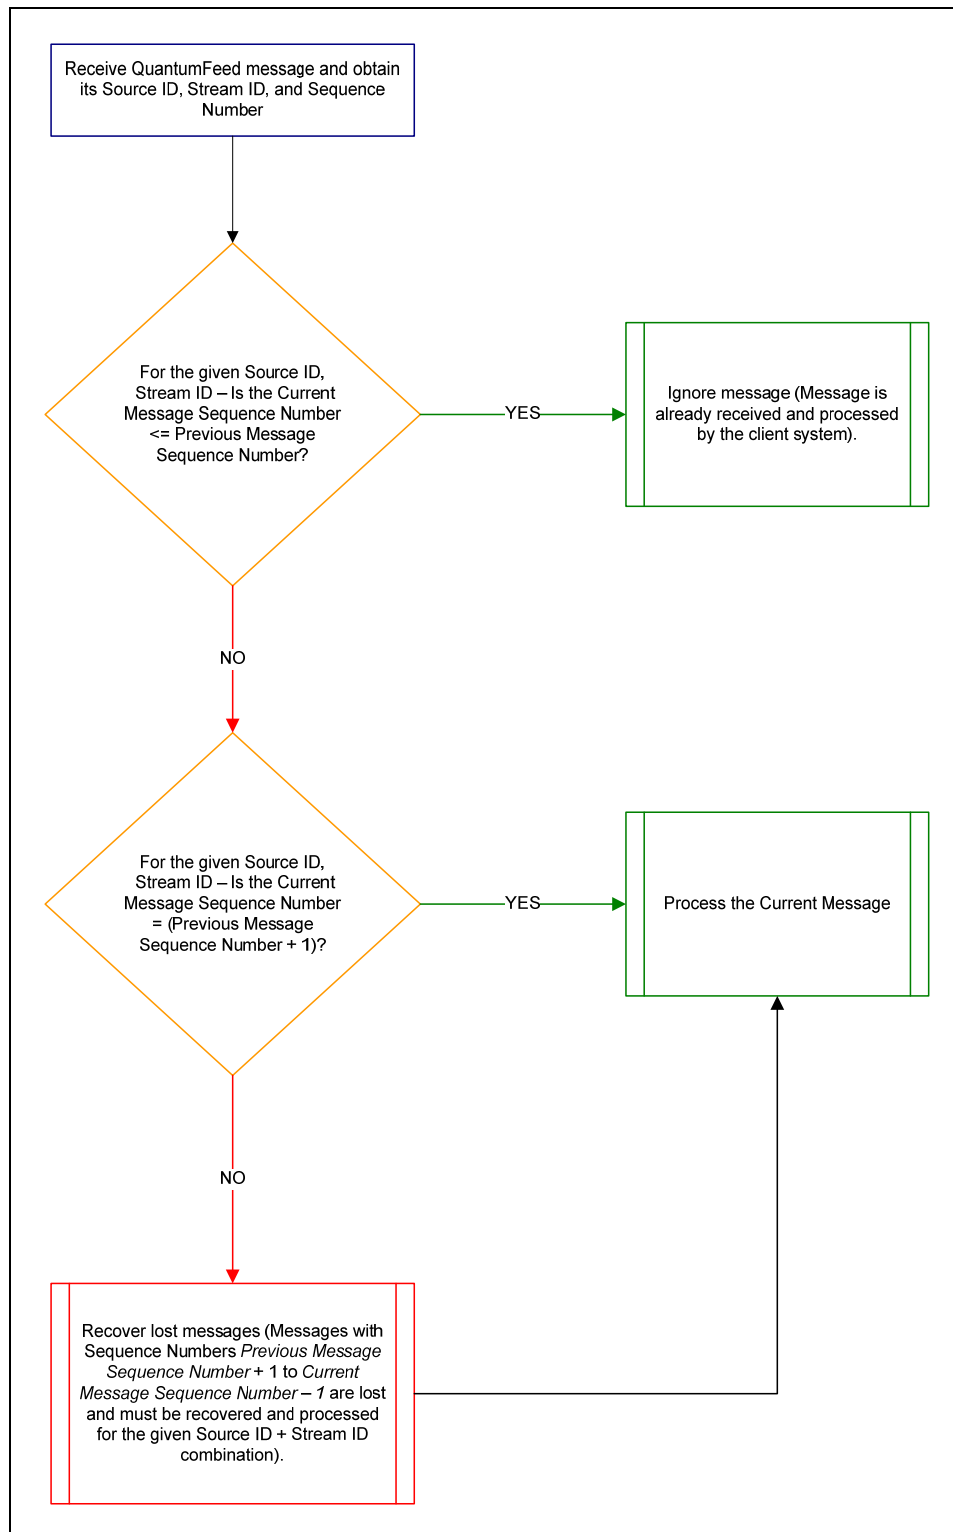 Receive QuantumFeed message and obtain
its Source ID, Stream ID, and Sequence
Number
For the given Source ID,
Stream ID – Is the Current
Message Sequence Number
<= Previous Message
Sequence Number?
YES
Ignore message (Message is
already received and processed
by the client system).
NO
For the given Source ID,
Stream ID – Is the Current
Message Sequence Number
= (Previous Message
Sequence Number + 1)?
YES
Process the Current Message
NO
Recover lost messages (Messages with
Sequence Numbers Previous Message
Sequence Number + 1 to Current
Message Sequence Number – 1 are lost
and must be recovered and processed
for the given Source ID + Stream ID
combination).